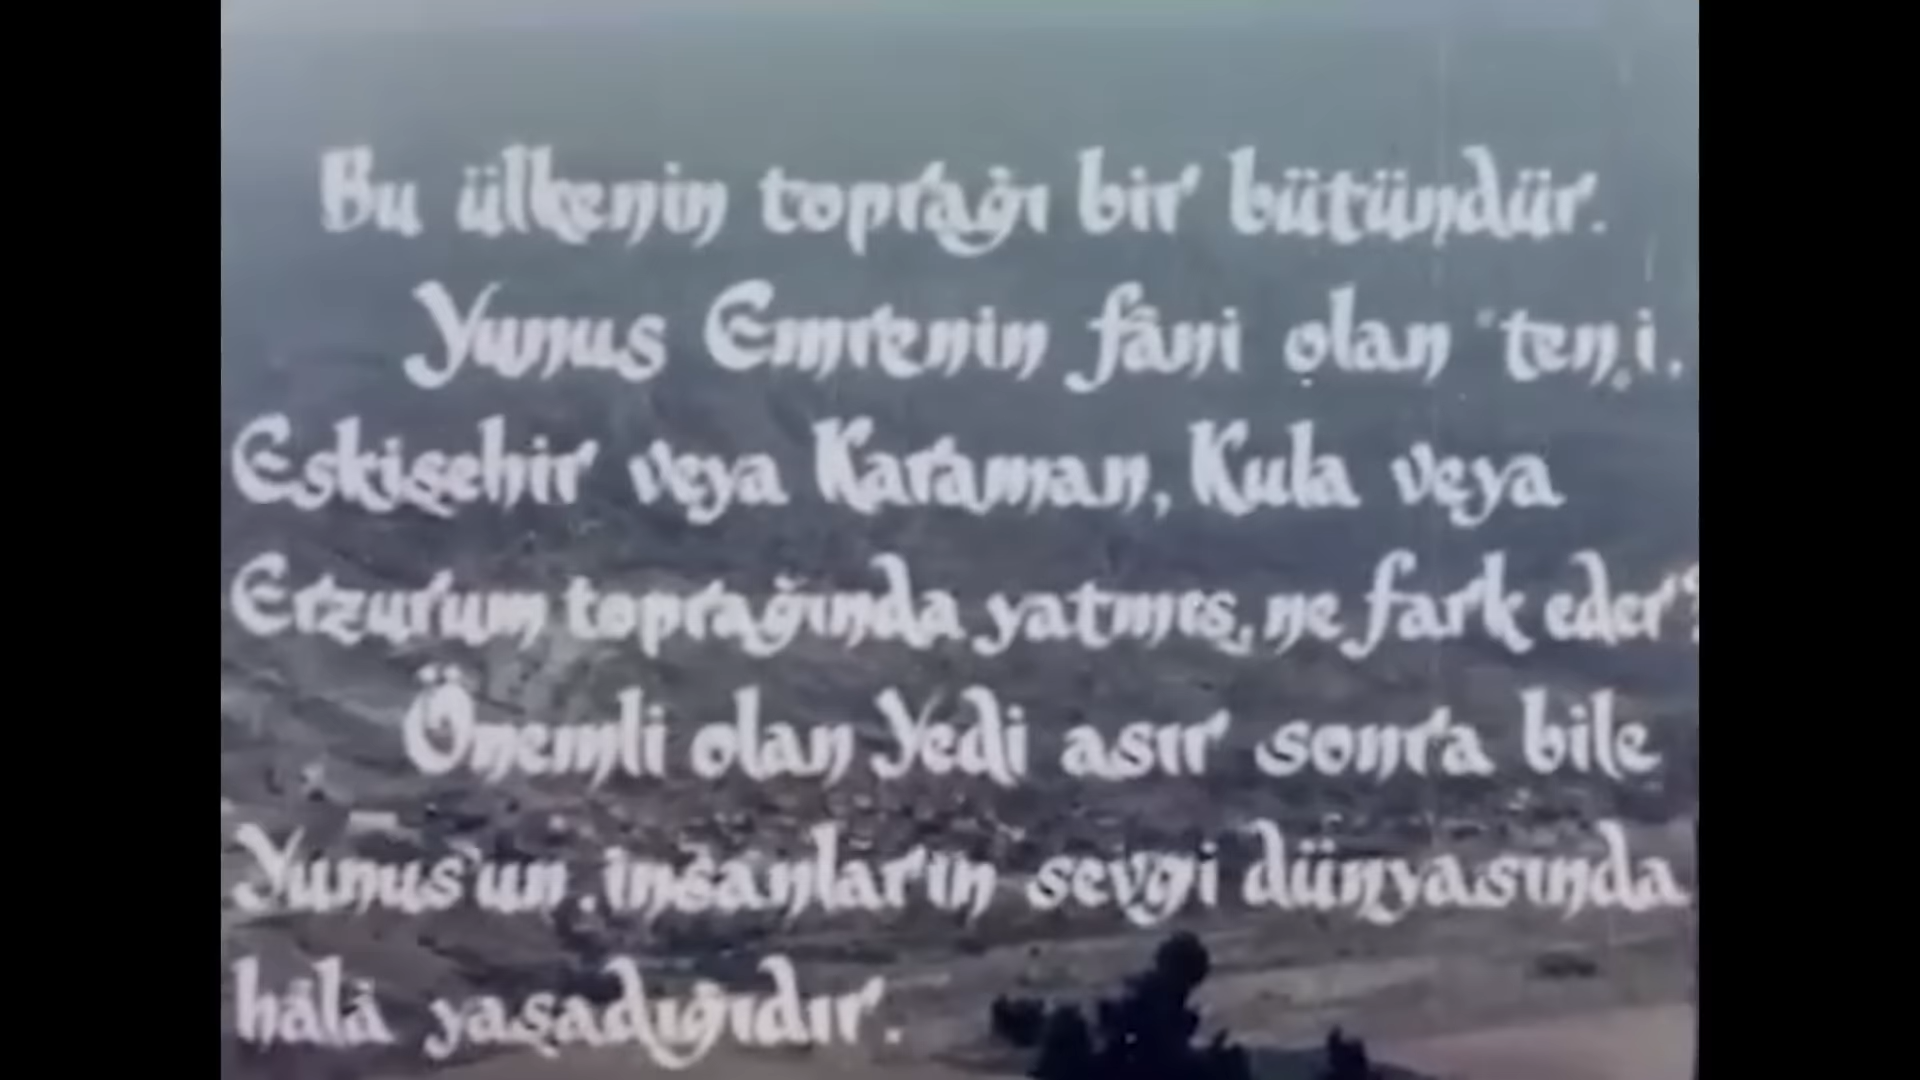 Bu ülkenin toprağı bir bütündür.
Yunus Emrenin fâni olan teni,
Eskişehir veya Karaman, Kula veya
Erzurum toprağında yatmış, ne fark eder?
Önemli olan Yedi asır sonra bile
Yunus'un, insanların sevgi dünyasında
hâlâ yaşadığıdır.